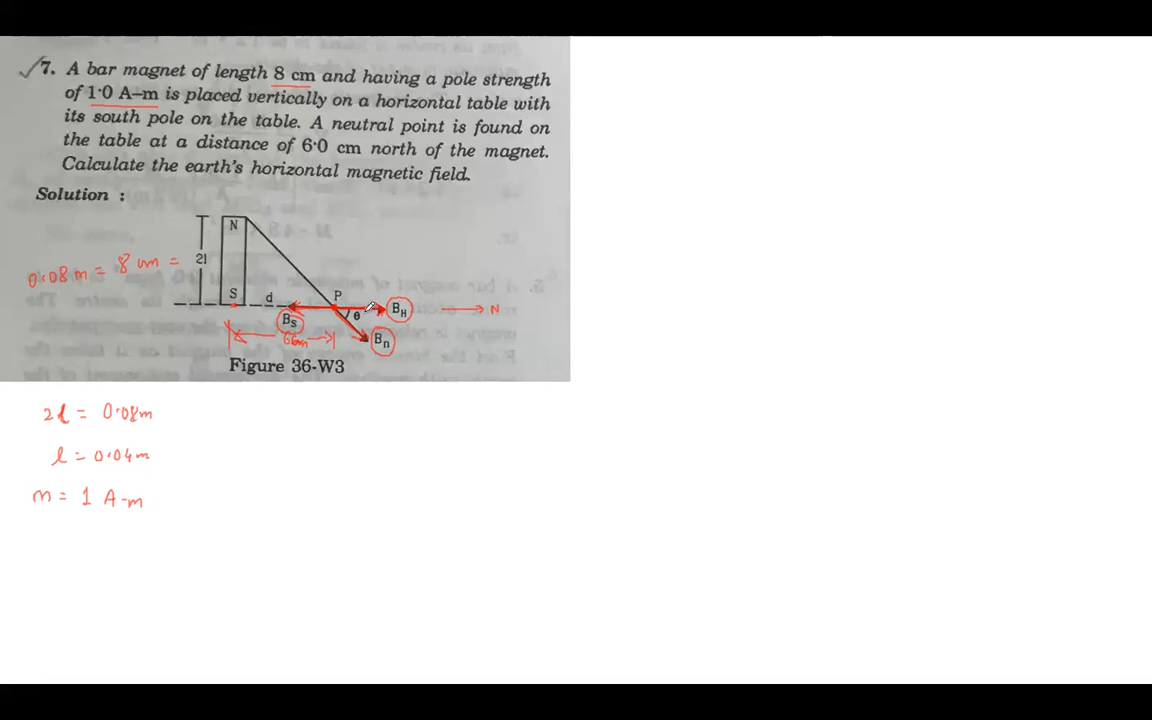 7. A bar magnet of length 8 cm and having a pole strength
of 1·0 A–m is placed vertically on a horizontal table with
its south pole on the table. A neutral point is found on
the table at a distance of 6·0 cm north of the magnet.
Calculate the earth's horizontal magnetic field.
Solution :
N
0.08 m = 8 cm =
2l
S
d
P
θ
B_H
N
B_S
6cm
B_n
Figure 36-W3
2l = 0.08m
l = 0.04m
m = 1 A-m